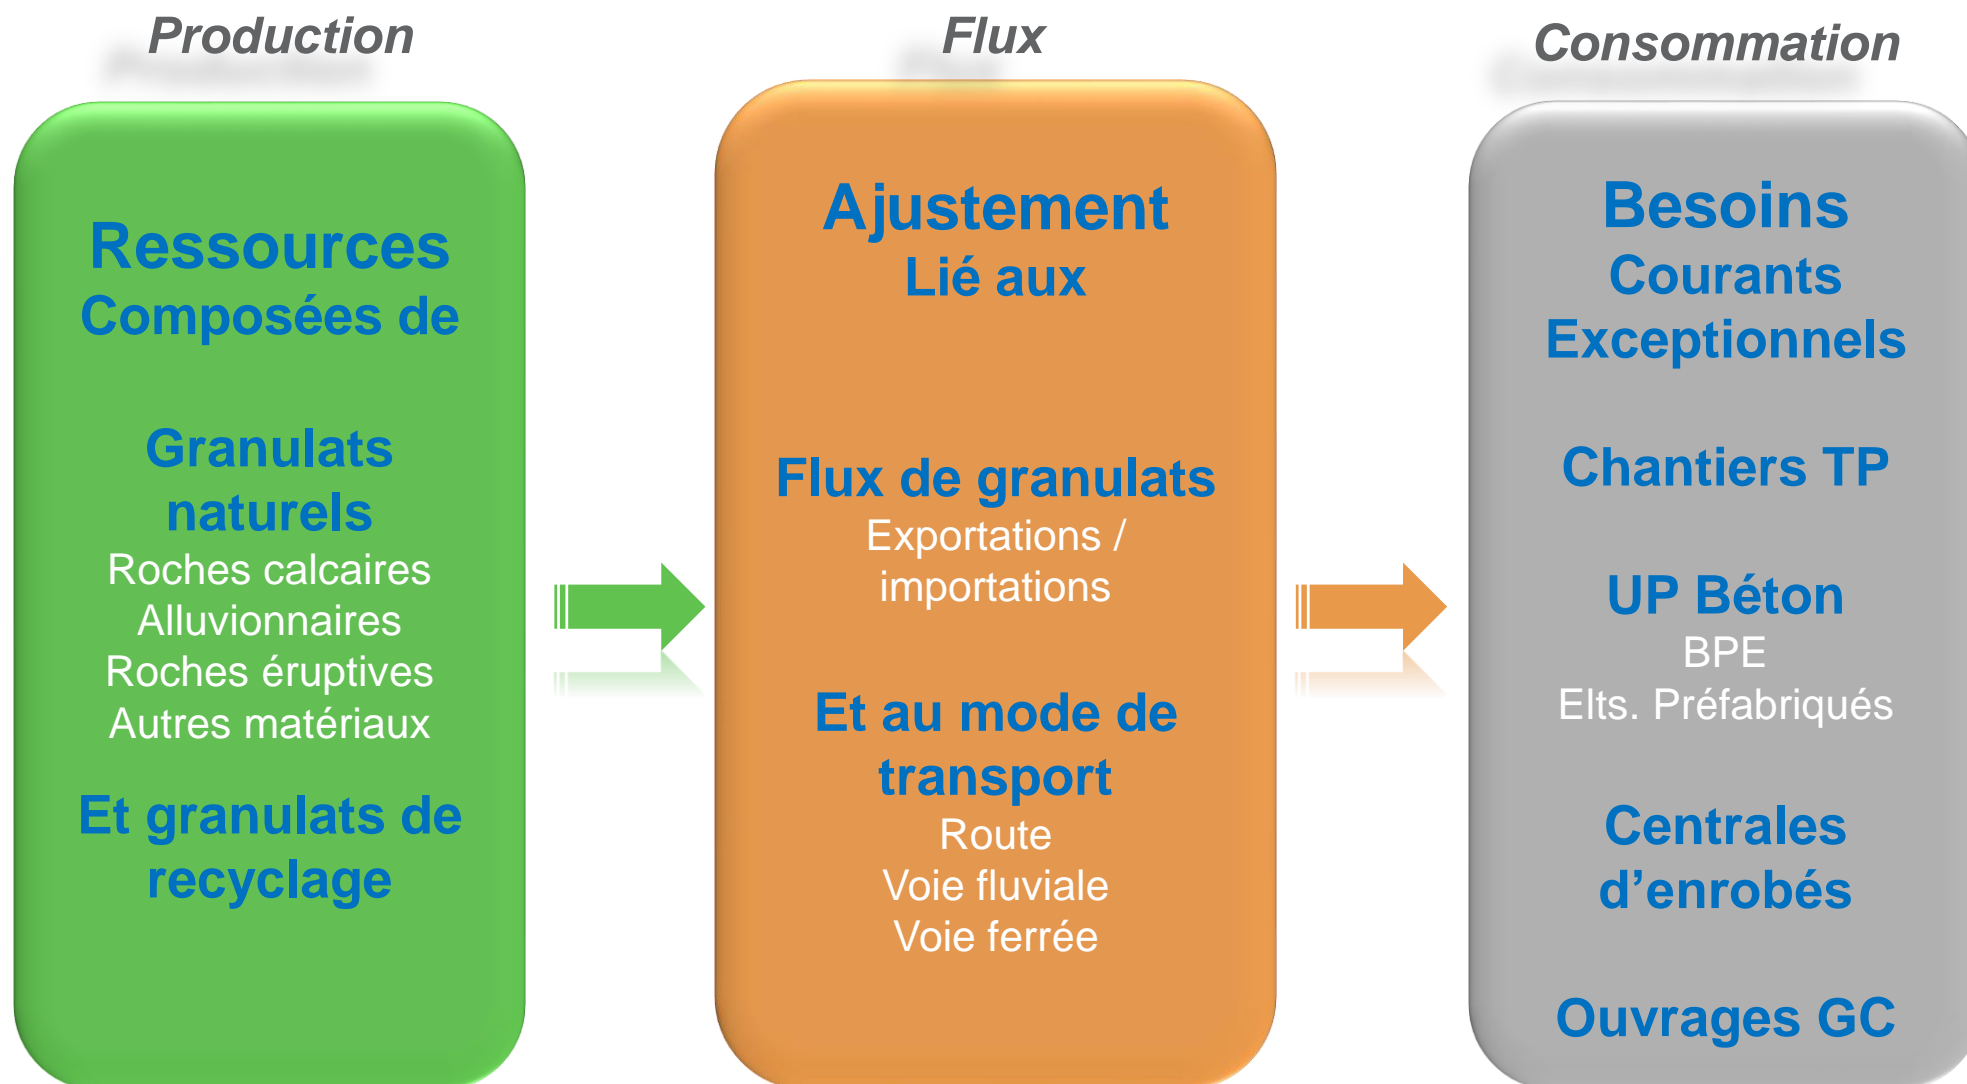 Production
Ressources
Composées de
Granulats
naturels
Roches calcaires
Alluvionnaires
Roches éruptives
Autres matériaux
Et granulats de
recyclage
Flux
Ajustement
Lié aux
Flux de granulats
Exportations /
importations
Et au mode de
transport
Route
Voie fluviale
Voie ferrée
Consommation
Besoins
Courants
Exceptionnels
Chantiers TP
UP Béton
BPE
Elts. Préfabriqués
Centrales
d’enrobés
Ouvrages GC